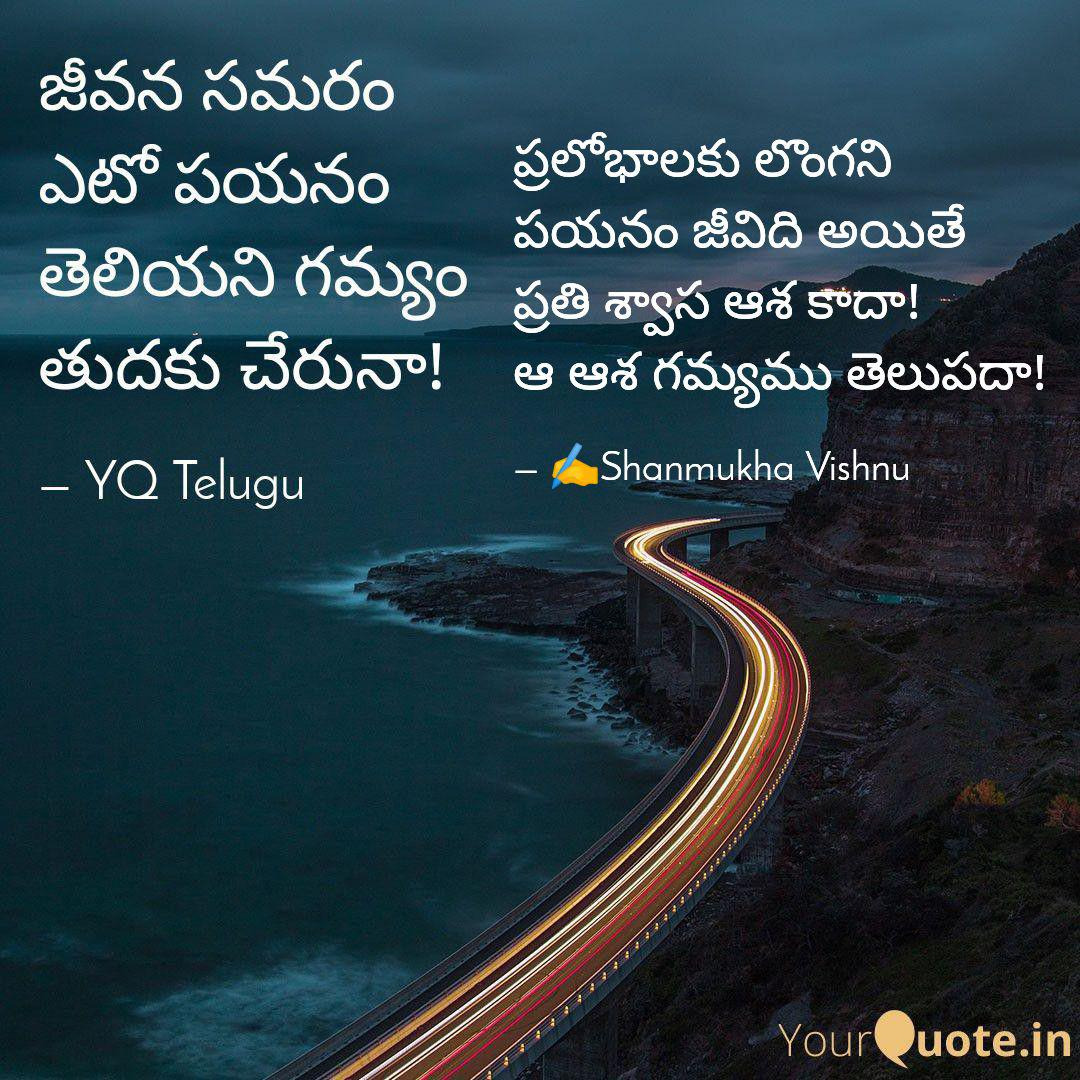 జీవన సమరం
ఎటో పయనం
తెలియని గమ్యం
తుదకు చేరునా!
– YQ Telugu
ప్రలోభాలకు లొంగని
పయనం జీవిది అయితే
ప్రతి శ్వాస ఆశ కాదా!
ఆ ఆశ గమ్యము తెలుపదా!
– ✍️Shanmukha Vishnu
YourQuote.in